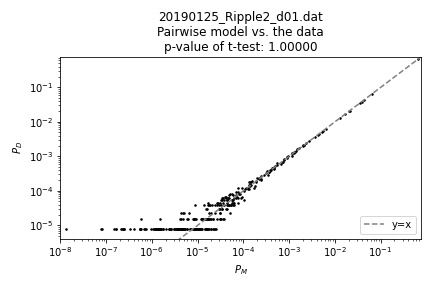 20190125_Ripple2_d01.dat
Pairwise model vs. the data
p-value of t-test: 1.00000
10⁻¹
10⁻²
10⁻³
10⁻⁴
10⁻⁵
P_D
10⁻⁸ 10⁻⁷ 10⁻⁶ 10⁻⁵ 10⁻⁴ 10⁻³ 10⁻² 10⁻¹
P_M
y=x